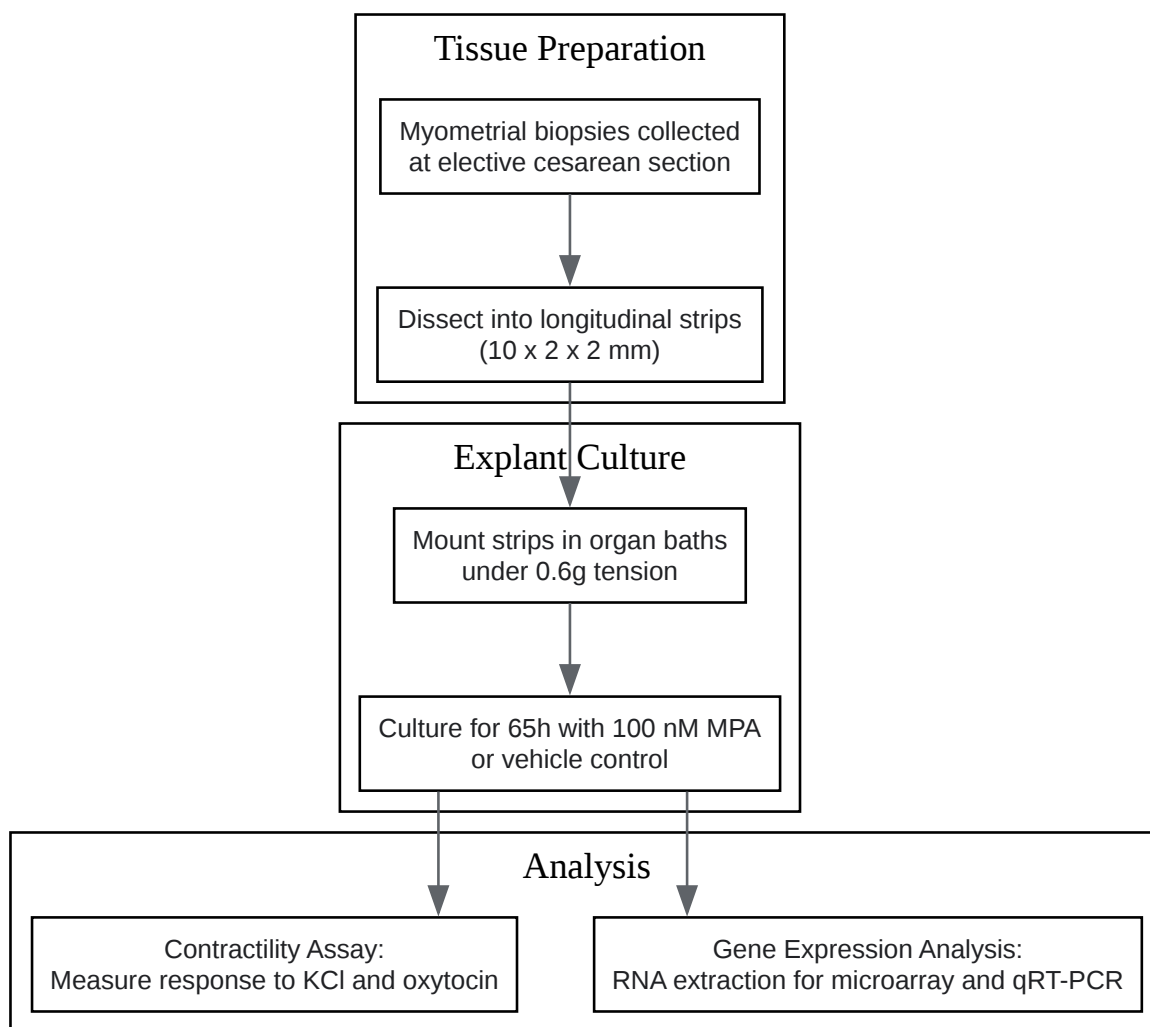 Tissue Preparation
Myometrial biopsies collected
at elective cesarean section
Dissect into longitudinal strips
(10 x 2 x 2 mm)
Explant Culture
Mount strips in organ baths
under 0.6g tension
Culture for 65h with 100 nM MPA
or vehicle control
Analysis
Contractility Assay:
Measure response to KCl and oxytocin
Gene Expression Analysis:
RNA extraction for microarray and qRT-PCR